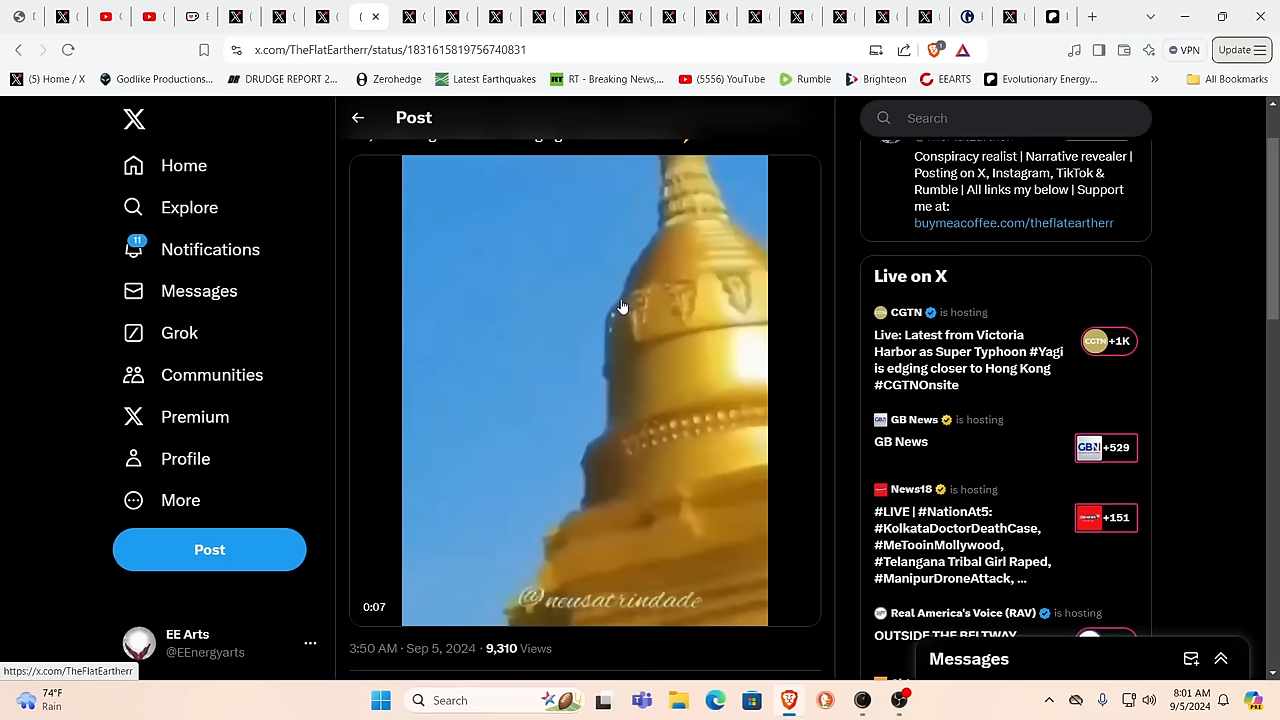 x.com/TheFlatEartherr/status/1831615819756740831
VPN
Update
(5) Home / X
Godlike Productions...
DRUDGE REPORT 2...
Zerohedge
Latest Earthquakes
RT - Breaking News,...
(5556) YouTube
Rumble
Brighteon
EEARTS
Evolutionary Energy...
All Bookmarks
Home
Explore
11
Notifications
Messages
Grok
Communities
Premium
Profile
More
Post
EE Arts
@EEnergyarts
https://x.com/TheFlatEartherr
Post
@neusatrindade
0:07
3:50 AM · Sep 5, 2024 · 9,310 Views
Search
Conspiracy realist | Narrative revealer |
Posting on X, Instagram, TikTok &
Rumble | All links my below | Support
me at:
buymeacoffee.com/theflateartherr
Live on X
CGTN is hosting
Live: Latest from Victoria
Harbor as Super Typhoon #Yagi
is edging closer to Hong Kong
#CGTNOnsite
CGTN +1K
GB News is hosting
GB News
GBN +529
News18 is hosting
#LIVE | #NationAt5:
#KolkataDoctorDeathCase,
#MeTooinMollywood,
#Telangana Tribal Girl Raped,
#ManipurDroneAttack, ...
+151
Real America's Voice (RAV) is hosting
OUTSIDE THE BELTWAY
Messages
74°F
Rain
Search
8:01 AM
9/5/2024